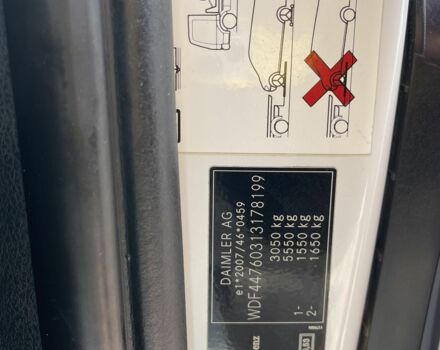 DAIMLER AG
e1*2007/46*0459
WDF44760313178199
3050 kg
5550 kg
1- 1550 kg
2- 1650 kg